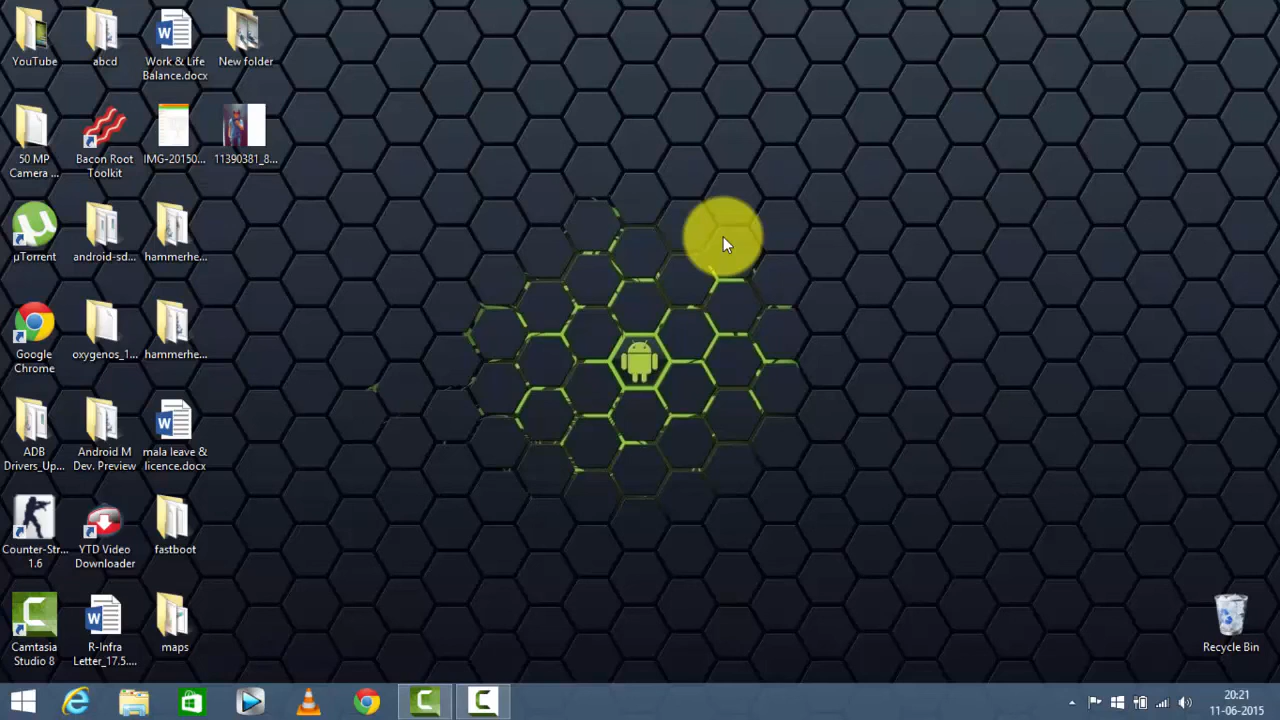 YouTube
abcd
Work & Life
Balance.docx
New folder
50 MP
Camera ...
Bacon Root
Toolkit
IMG-20150...
11390381_8...
µTorrent
android-sd...
hammerhe...
Google
Chrome
oxygenos_1...
hammerhe...
ADB
Drivers_Up...
Android M
Dev. Preview
mala leave &
licence.docx
Counter-Str...
1.6
YTD Video
Downloader
fastboot
Camtasia
Studio 8
R-Infra
Letter_17.5....
maps
Recycle Bin
20:21
11-06-2015